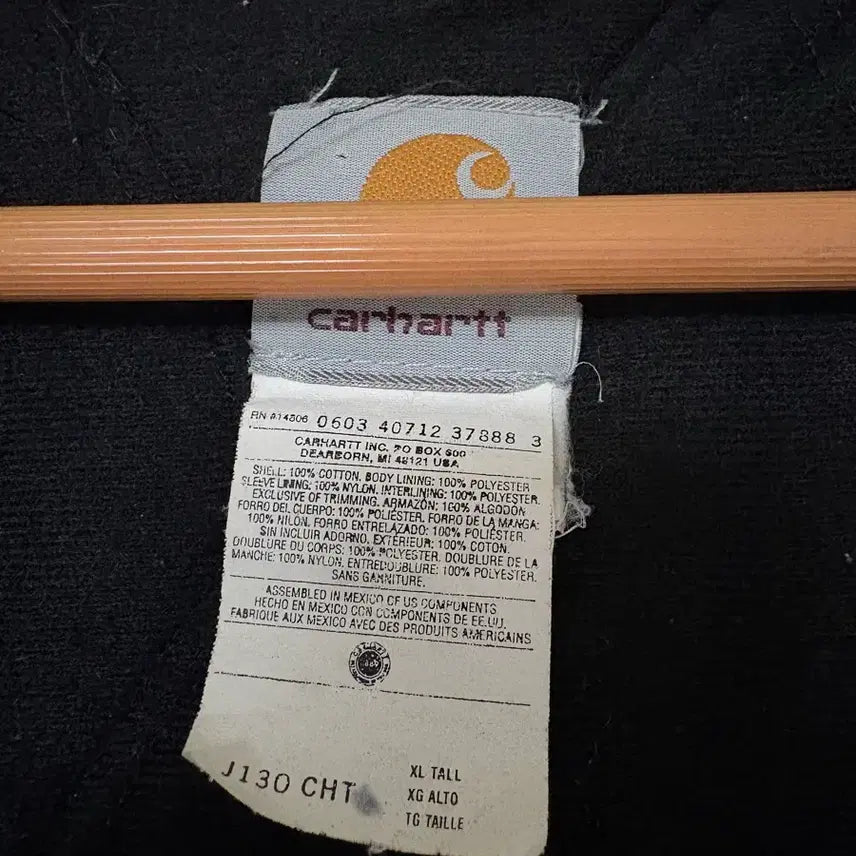 carhartt
RN #14806 0603 40712 37888 3
CARHARTT INC. PO BOX 600
DEARBORN, MI 48121 USA
SHELL: 100% COTTON. BODY LINING: 100% POLYESTER
SLEEVE LINING: 100% NYLON. INTERLINING: 100% POLYESTER.
EXCLUSIVE OF TRIMMING. ARMAZÓN: 100% ALGODÓN
FORRO DEL CUERPO: 100% POLIÉSTER. FORRO DE LA MANGA:
100% NILON. FORRO ENTRELAZADO: 100% POLIÉSTER.
SIN INCLUIR ADORNO. EXTÉRIEUR: 100% COTON.
DOUBLURE DU CORPS: 100% POLYESTER. DOUBLURE DE LA
MANCHE: 100% NYLON. ENTREDOUBLURE: 100% POLYESTER.
SANS GARNITURE.
ASSEMBLED IN MEXICO OF US COMPONENTS
HECHO EN MEXICO CON COMPONENTS DE EE.UU.
FABRIQUE AUX MEXICO AVEC DES PRODUITS AMERICAINS
J130 CHT
XL TALL
XG ALTO
TG TAILLE